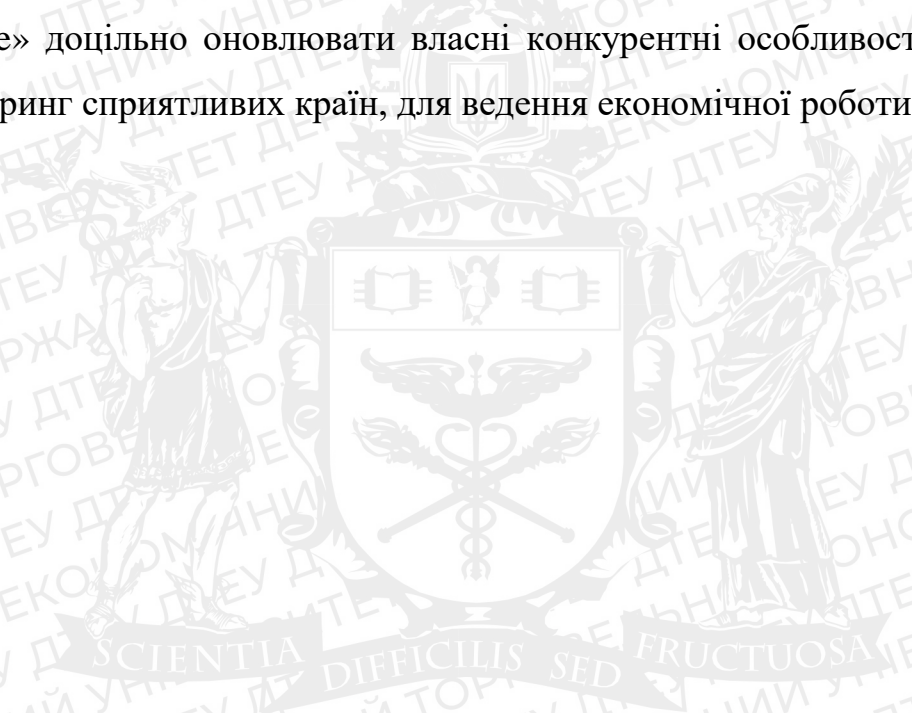 е» доцільно оновлювати власні конкурентні особливост
ринг сприятливих країн, для ведення економічної роботи
SCIENTIA DIFFICILIS SED FRUCTUOSA